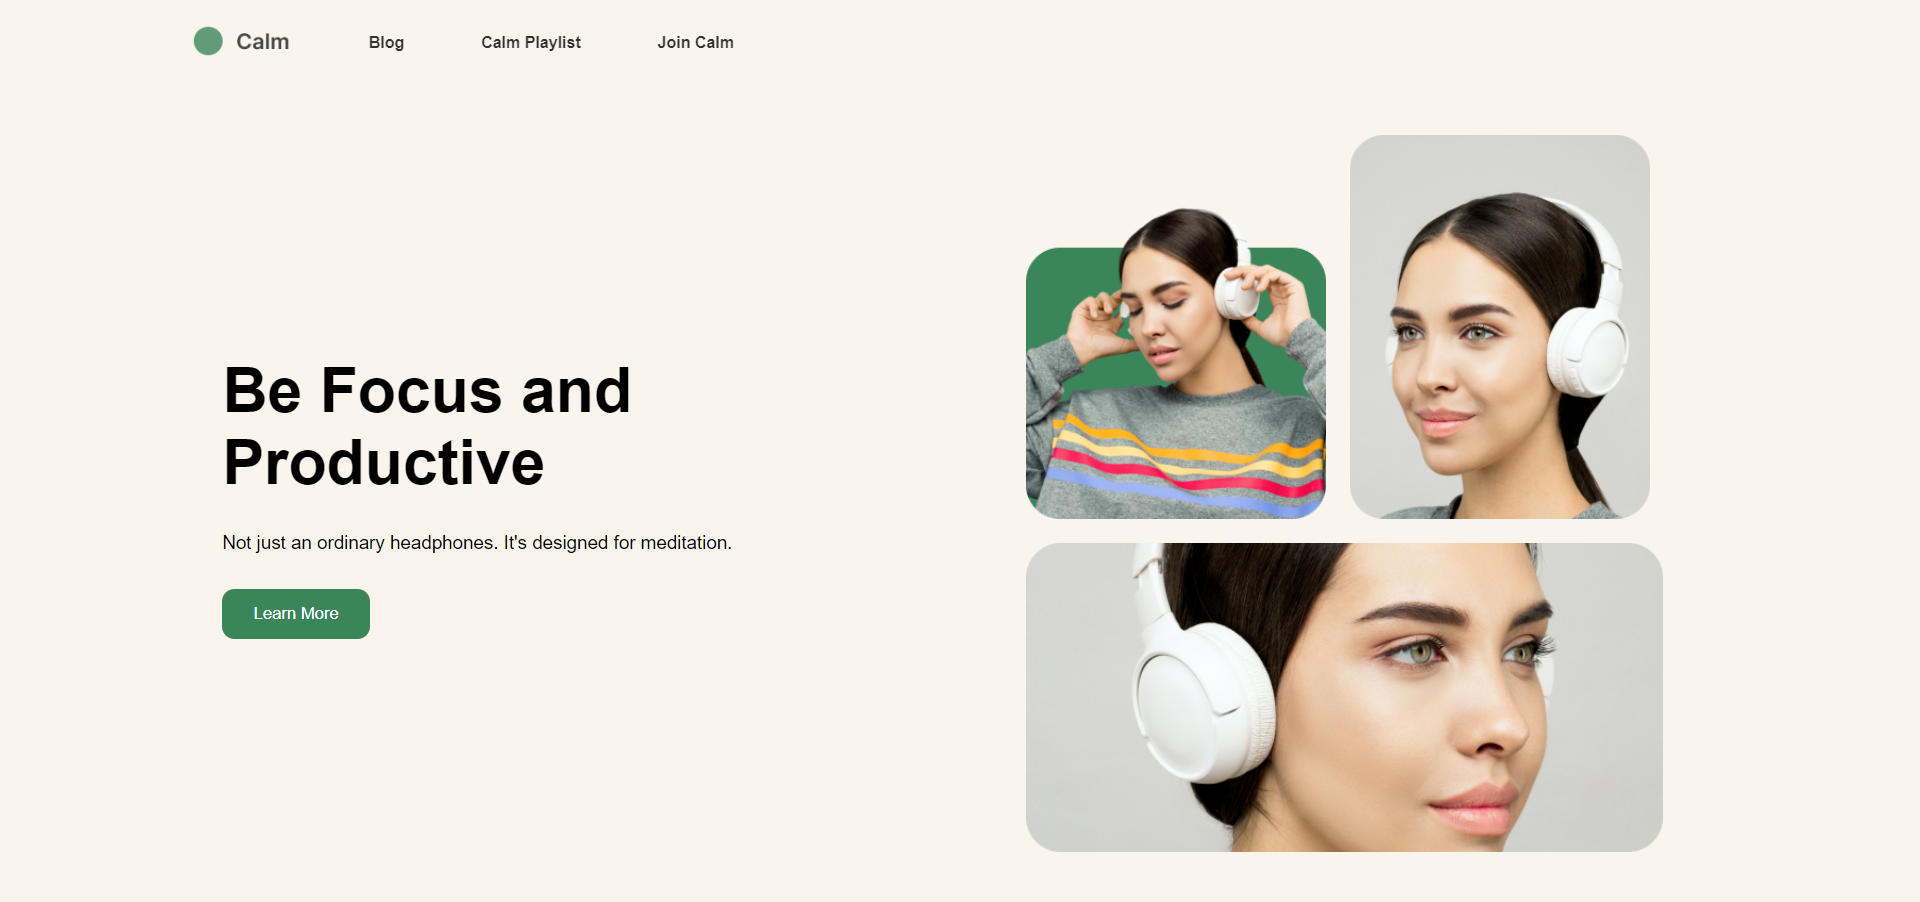 Calm Blog Calm Playlist Join Calm
Be Focus and
Productive
Not just an ordinary headphones. It's designed for meditation.
Learn More